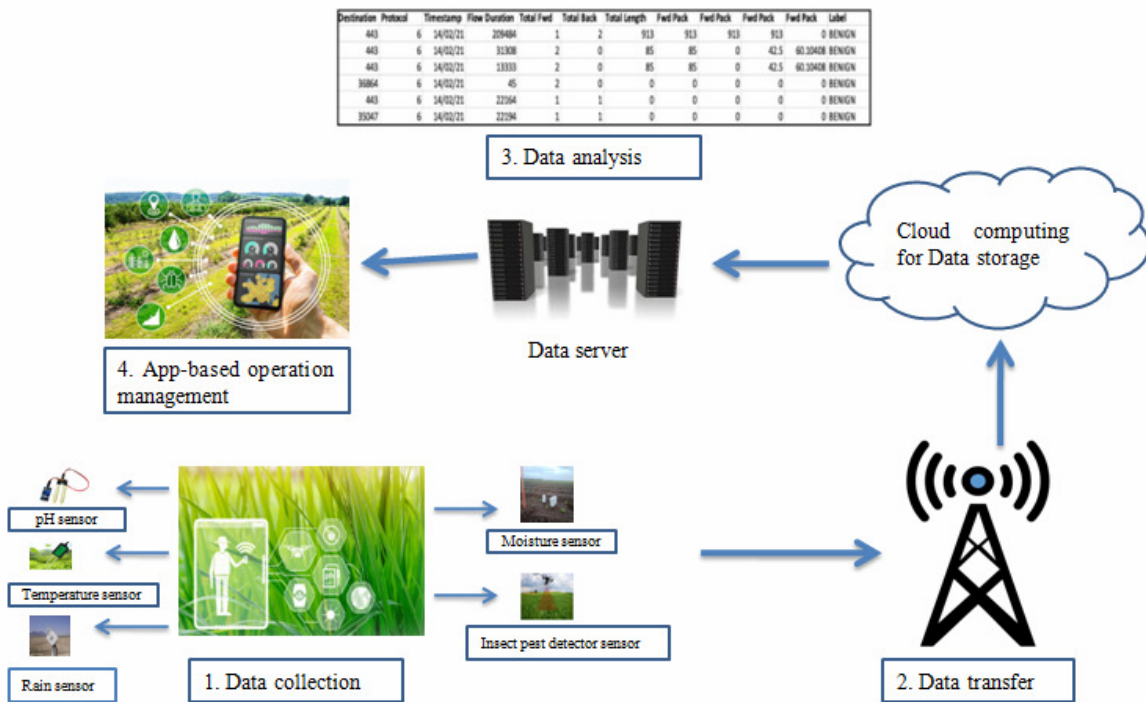 Destination Protocol Timestamp Flow Duration Total Fwd Total Back Total Length Fwd Pack Fwd Pack Fwd Pack Fwd Pack Label
443 6 14/02/21 209484 1 2 913 913 913 913 0 BENIGN
443 6 14/02/21 31308 2 0 85 85 0 42.5 60.10408 BENIGN
443 6 14/02/21 13333 2 0 85 85 0 42.5 60.10408 BENIGN
36864 6 14/02/21 45 2 0 0 0 0 0 0 BENIGN
443 6 14/02/21 22164 1 1 0 0 0 0 0 BENIGN
35047 6 14/02/21 22194 1 1 0 0 0 0 0 BENIGN
3. Data analysis
Cloud computing
for Data storage
Data server
4. App-based operation
management
pH sensor
Moisture sensor
Temperature sensor
Insect pest detector sensor
Rain sensor
1. Data collection
2. Data transfer